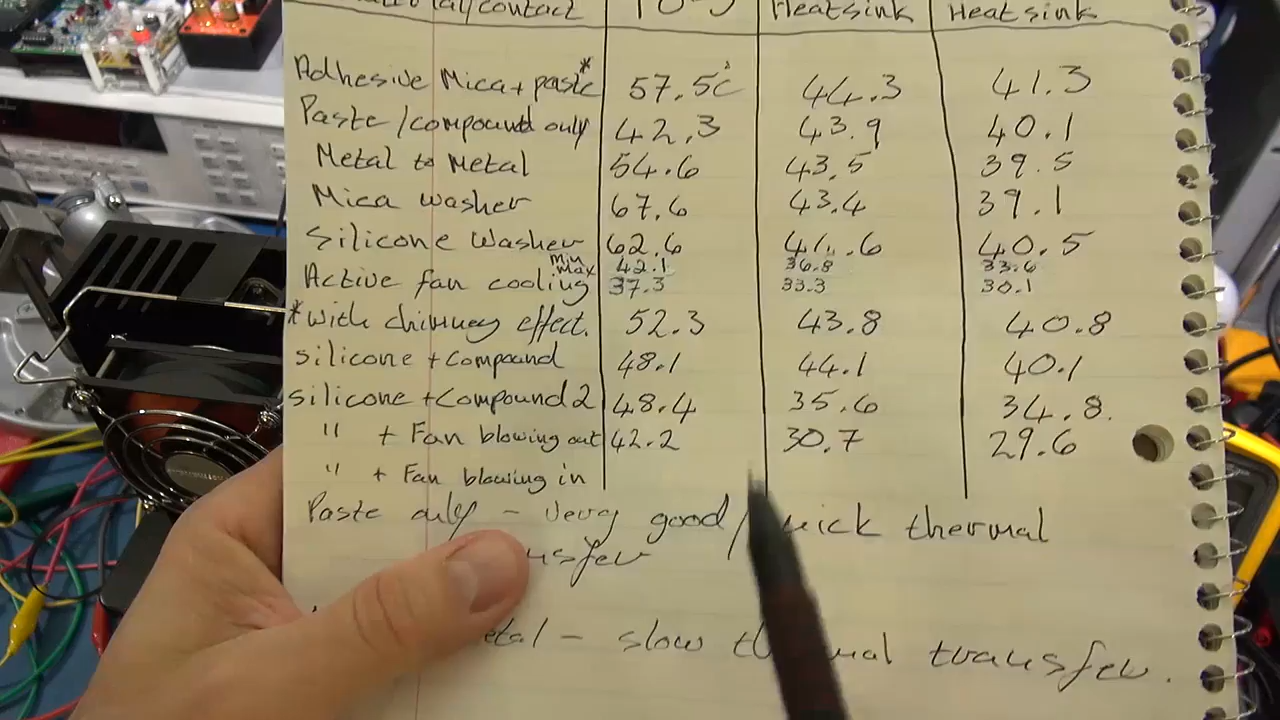 /contact TO-3 Heatsink Heatsink
Adhesive Mica + paste* 57.5°C 44.3 41.3
Paste/compound only 42.3 43.9 40.1
Metal to Metal 54.6 43.5 39.5
Mica washer 67.6 43.4 39.1
Silicone Washer 62.6 41.6 40.5
Min 42.1 36.8 33.6
Active fan cooling Max 37.3 33.3 30.1
*With chimney effect. 52.3 43.8 40.8
silicone + Compound 48.1 44.1 40.1
silicone + Compound 2 48.4 35.6 34.8.
" + Fan blowing out 42.2 30.7 29.6
" + Fan blowing in
Paste only - very good/quick thermal
- slow thermal transfer.